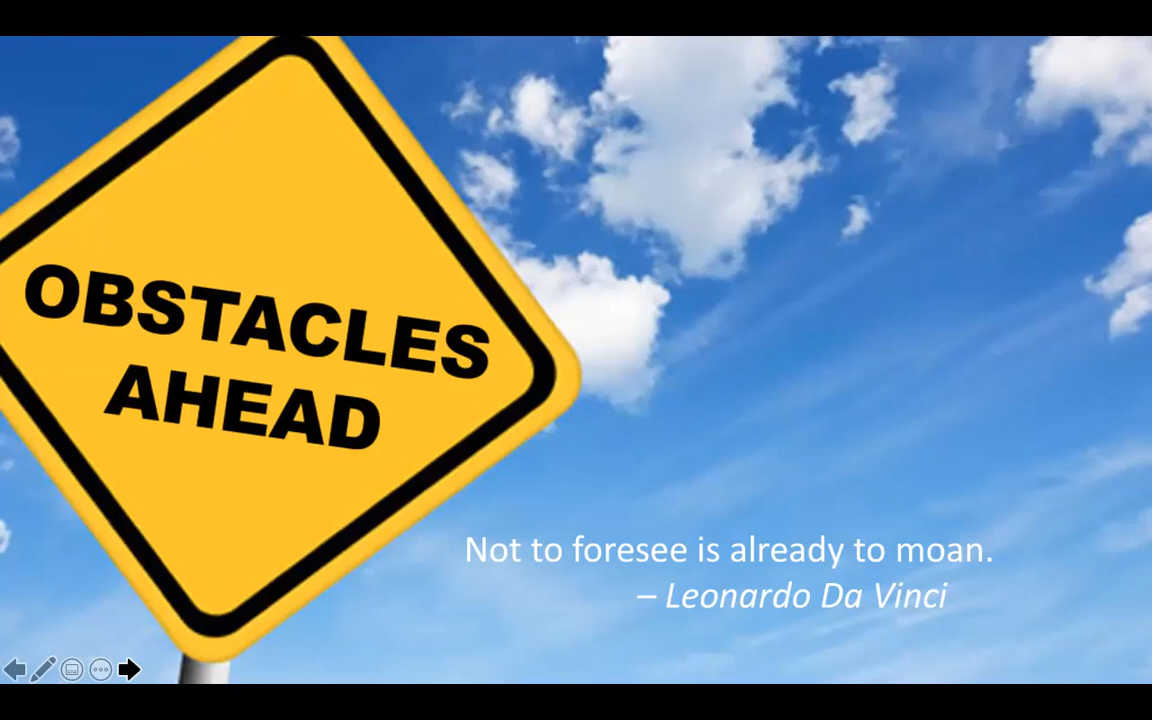 OBSTACLES
AHEAD
Not to foresee is already to moan.
– Leonardo Da Vinci